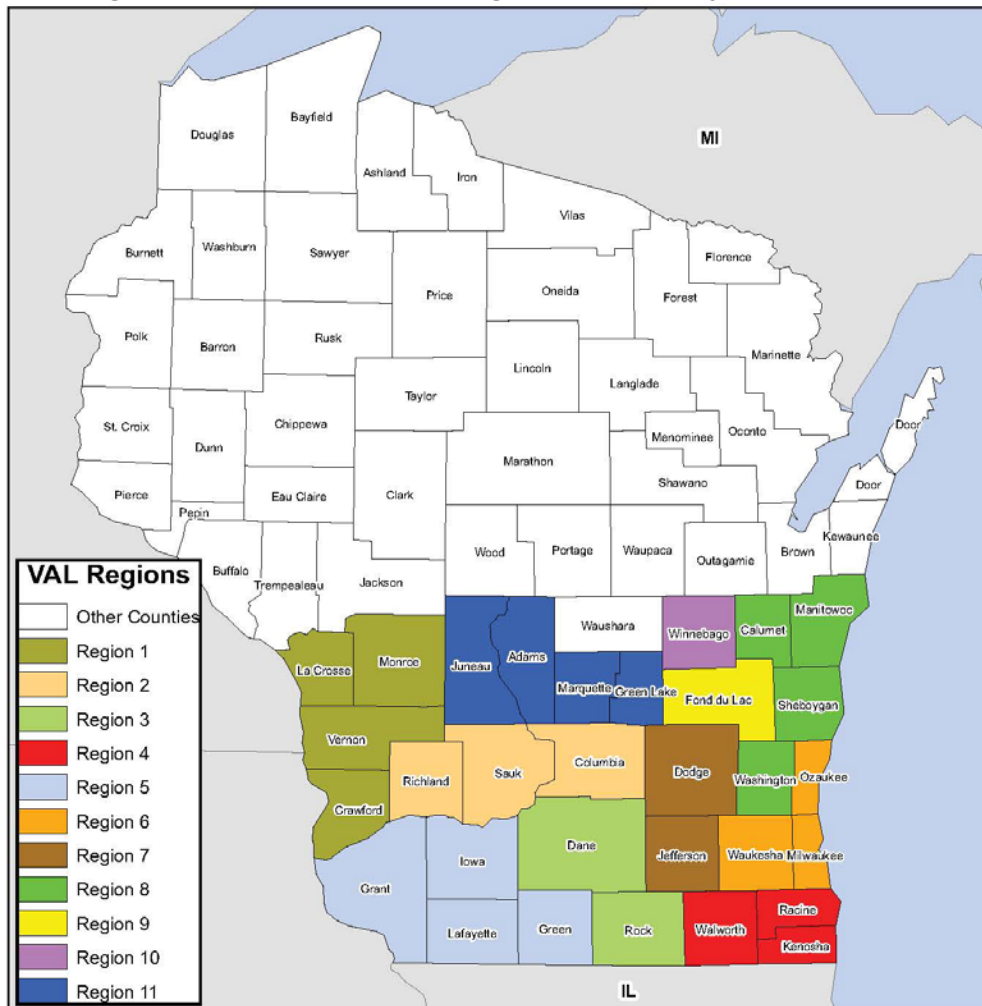 MI
Bayfield
Douglas
Ashland
Iron
Vilas
Burnett
Washburn
Sawyer
Florence
Price
Oneida
Forest
Polk
Barron
Rusk
Marinette
Lincoln
Langlade
Taylor
St. Croix
Dunn
Chippewa
Menominee
Oconto
Door
Marathon
Pierce
Eau Claire
Clark
Shawano
Door
Pepin
Wood
Portage
Waupaca
Outagamie
Brown
Kewaunee
Buffalo
Trempealeau
Jackson
VAL Regions
Other Counties
Region 1
Region 2
Region 3
Region 4
Region 5
Region 6
Region 7
Region 8
Region 9
Region 10
Region 11
La Crosse
Monroe
Juneau
Adams
Waushara
Winnebago
Calumet
Manitowoc
Marquette
Green Lake
Fond du Lac
Sheboygan
Vernon
Crawford
Richland
Sauk
Columbia
Dodge
Washington
Ozaukee
Grant
Iowa
Dane
Jefferson
Waukesha
Milwaukee
Lafayette
Green
Rock
Walworth
Racine
Kenosha
IL